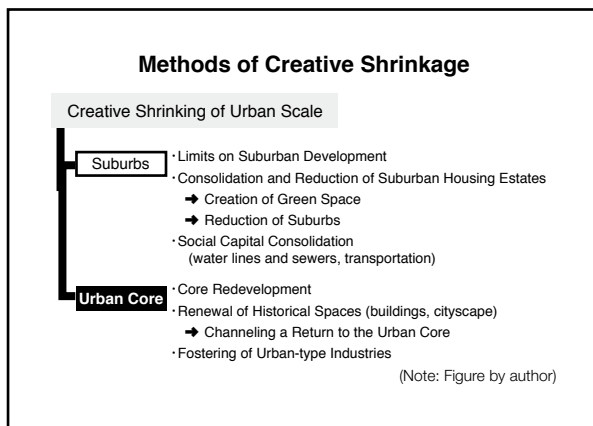 Methods of Creative Shrinkage
Creative Shrinking of Urban Scale
Suburbs
・Limits on Suburban Development
・Consolidation and Reduction of Suburban Housing Estates
➜ Creation of Green Space
➜ Reduction of Suburbs
・Social Capital Consolidation
(water lines and sewers, transportation)
Urban Core
・Core Redevelopment
・Renewal of Historical Spaces (buildings, cityscape)
➜ Channeling a Return to the Urban Core
・Fostering of Urban-type Industries
(Note: Figure by author)